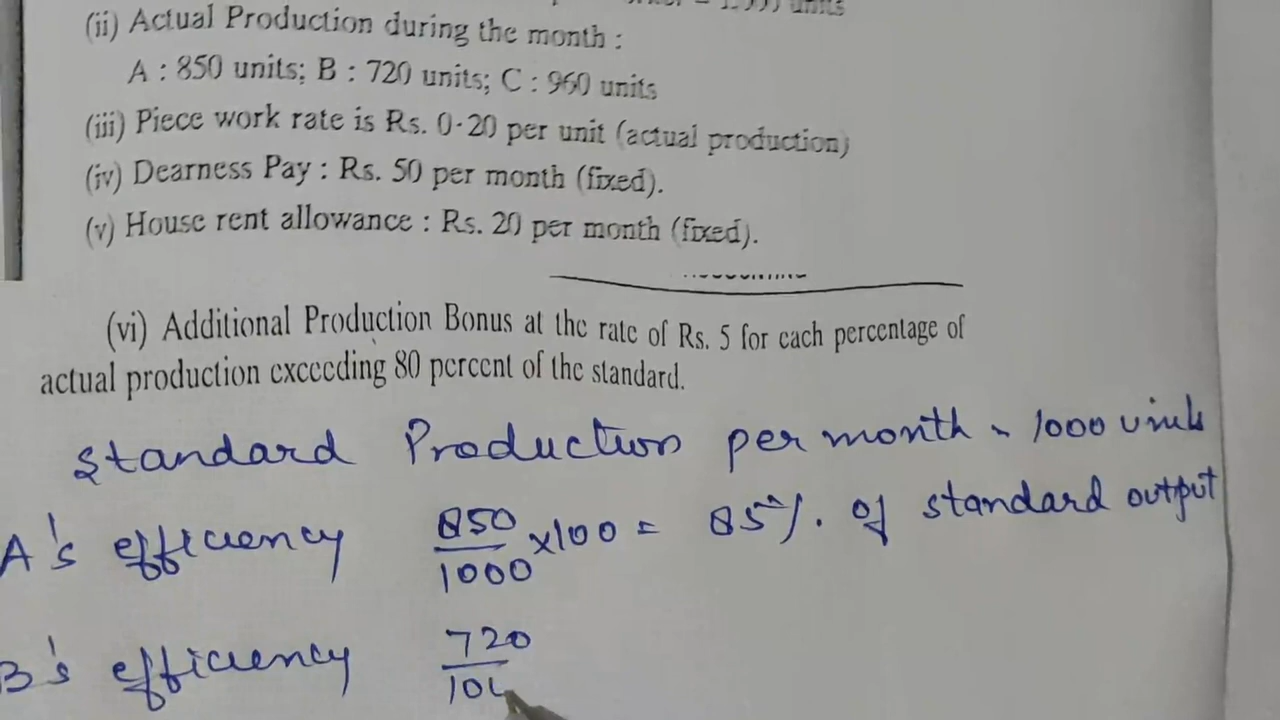 (ii) Actual Production during the month :
A : 850 units; B : 720 units; C : 960 units
(iii) Piece work rate is Rs. 0·20 per unit (actual production)
(iv) Dearness Pay : Rs. 50 per month (fixed).
(v) House rent allowance : Rs. 20 per month (fixed).
(vi) Additional Production Bonus at the rate of Rs. 5 for each percentage of
actual production exceeding 80 percent of the standard.
Standard Production per month = 1000 units
A's efficiency 850/1000 ×100 = 85%. of standard output
B's efficiency 720/100